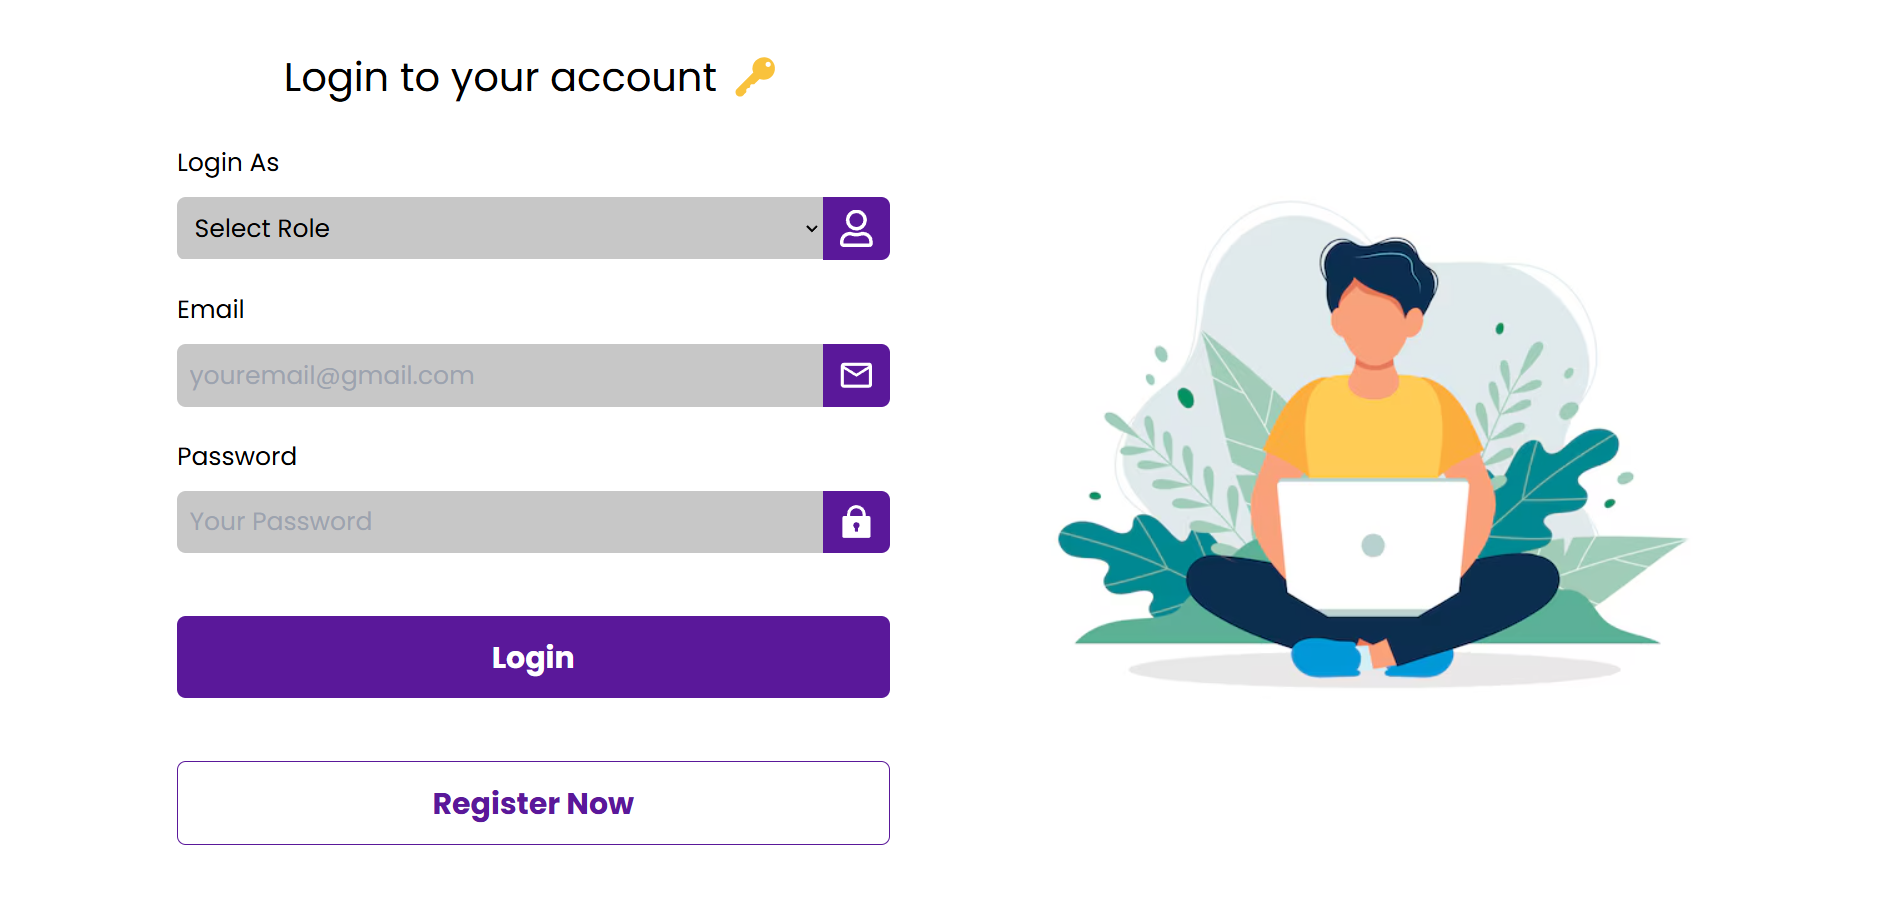 Login to your account
Login As
Select Role
Email
youremail@gmail.com
Password
Your Password
Login
Register Now